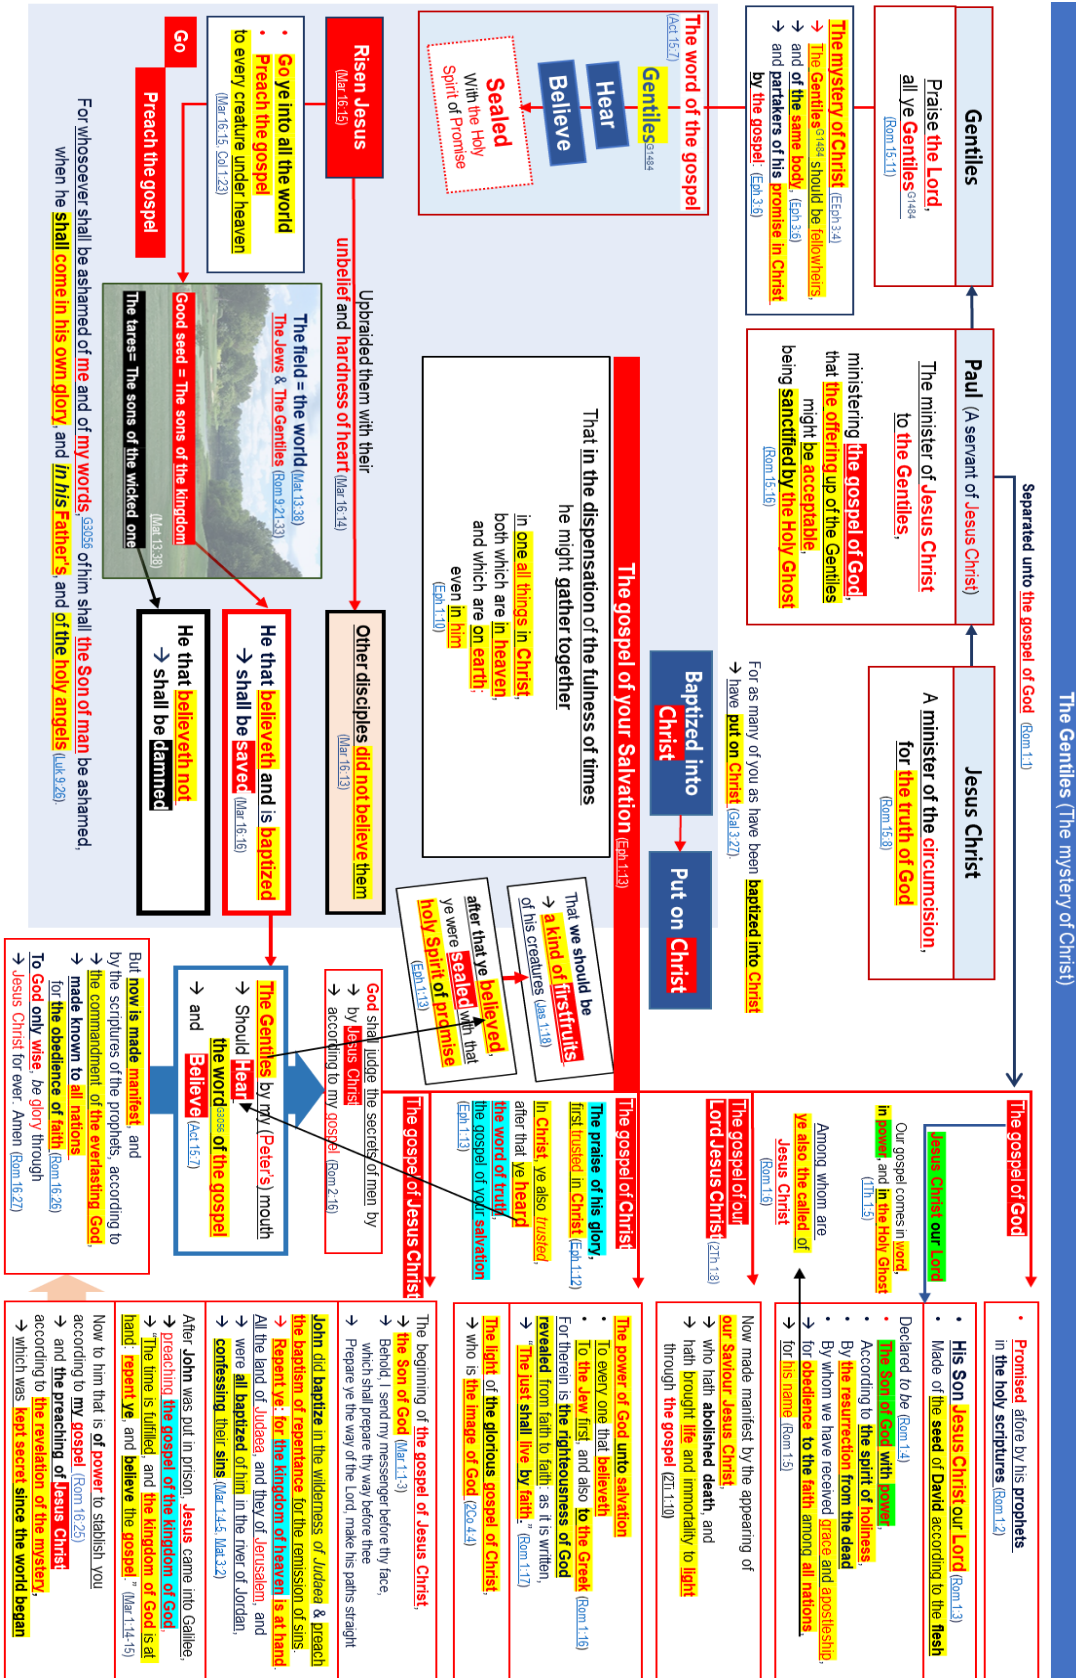 The Gentiles (The mystery of Christ)
Gentiles
Praise the Lord,
all ye Gentiles G1484
(Rom 15:11)
Paul (A servant of Jesus Christ)
The minister of Jesus Christ
to the Gentiles,
ministering the gospel of God,
that the offering up of the Gentiles
might be acceptable,
being sanctified by the Holy Ghost
(Rom 15:16)
Separated unto the gospel of God (Rom 1:1)
Jesus Christ
A minister of the circumcision,
for the truth of God
(Rom 15:8)
The mystery of Christ (EEph 3:4)
→ The Gentiles G1484 should be fellowheirs,
→ and of the same body, (Eph 3:6)
→ and partakers of his promise in Christ
by the gospel: (Eph 3:6)
The word of the gospel
(Act 15:7)
Gentiles G1484
Hear
Believe
Sealed
With the Holy
Spirit of Promise
For as many of you as have been baptized into Christ
→ have put on Christ (Gal 3:27).
Baptized into
Christ
Put on Christ
The gospel of your Salvation (Eph 1:13)
That in the dispensation of the fulness of times
he might gather together
in one all things in Christ,
both which are in heaven,
and which are on earth;
even in him
(Eph 1:10)
That we should be
→ a kind of firstfruits
of his creatures (Jas 1:18)
after that ye believed,
ye were sealed with that
holy Spirit of promise
(Eph 1:13)
Risen Jesus
(Mar 16:15)
Upbraided them with their
unbelief and hardness of heart (Mar 16:14)
Other disciples did not believe them
(Mar 16:13)
• Go ye into all the world
• Preach the gospel
to every creature under heaven
(Mar 16:15, Col 1:23)
Go
Preach the gospel
The field = the world (Mat 13:38)
The Jews & The Gentiles (Rom 9:21-33)
Good seed = The sons of the kingdom
The tares= The sons of the wicked one
(Mat 13:38)
He that believeth and is baptized
→ shall be saved (Mar 16:16)
He that believeth not
→ shall be damned
For whosoever shall be ashamed of me and of my words, G3056 of him shall the Son of man be ashamed,
when he shall come in his own glory, and in his Father's, and of the holy angels (Luk 9:26).
God shall judge the secrets of men by
→ by Jesus Christ
→ according to my gospel (Rom 2:16)
The Gentiles by my (Peter's) mouth
→ Should Hear
the word G3056 of the gospel
→ and Believe (Act 15:7)
But now is made manifest, and
by the scriptures of the prophets, according to
→ the commandment of the everlasting God,
→ made known to all nations
for the obedience of faith (Rom 16:26)
To God only wise, be glory through
→ Jesus Christ for ever. Amen (Rom 16:27)
The gospel of God
Jesus Christ our Lord
Our gospel comes in word,
in power, and in the Holy Ghost
(1Th 1:5)
Among whom are
ye also the called of
Jesus Christ
(Rom 1:6)
The gospel of our
Lord Jesus Christ (2Th 1:8)
The gospel of Christ
The praise of his glory,
first trusted in Christ (Eph 1:12)
In Christ, ye also trusted,
after that ye heard
the word of truth,
the gospel of your salvation
(Eph 1:13)
The gospel of Jesus Christ
• Promised afore by his prophets
in the holy scriptures (Rom 1:2)
• His Son Jesus Christ our Lord (Rom 1:3)
• Made of the seed of David according to the flesh
Declared to be (Rom 1:4)
• The Son of God with power,
• According to the spirit of holiness,
• By the resurrection from the dead
• By whom we have received grace and apostleship,
→ for obedience to the faith among all nations,
→ for his name (Rom 1:5)
Now made manifest by the appearing of
our Saviour Jesus Christ,
→ who hath abolished death, and
→ hath brought life and immortality to light
through the gospel (2Ti 1:10)
The power of God unto salvation
• To every one that believeth
• To the Jew first, and also to the Greek (Rom 1:16)
For therein is the righteousness of God
revealed from faith to faith: as it is written,
→ "The just shall live by faith." (Rom 1:17)
The light of the glorious gospel of Christ,
→ who is the image of God (2Co 4:4)
The beginning of the gospel of Jesus Christ,
→ the Son of God (Mar 1:1-3)
→ Behold, I send my messenger before thy face,
which shall prepare thy way before thee
→ Prepare ye the way of the Lord, make his paths straight
John did baptize in the wilderness of Judaea & preach
the baptism of repentance for the remission of sins.
→ Repent ye: for the kingdom of heaven is at hand.
All the land of Judaea, and they of Jerusalem, and
→ were all baptized of him in the river of Jordan,
→ confessing their sins (Mar 1:4-5, Mat 3:2)
After John was put in prison, Jesus came into Galilee,
→ preaching the gospel of the kingdom of God,
→ "The time is fulfilled, and the kingdom of God is at
hand: repent ye, and believe the gospel." (Mar 1:14-15)
Now to him that is of power to stablish you
according to my gospel (Rom 16:25)
→ and the preaching of Jesus Christ
according to the revelation of the mystery,
→ which was kept secret since the world began